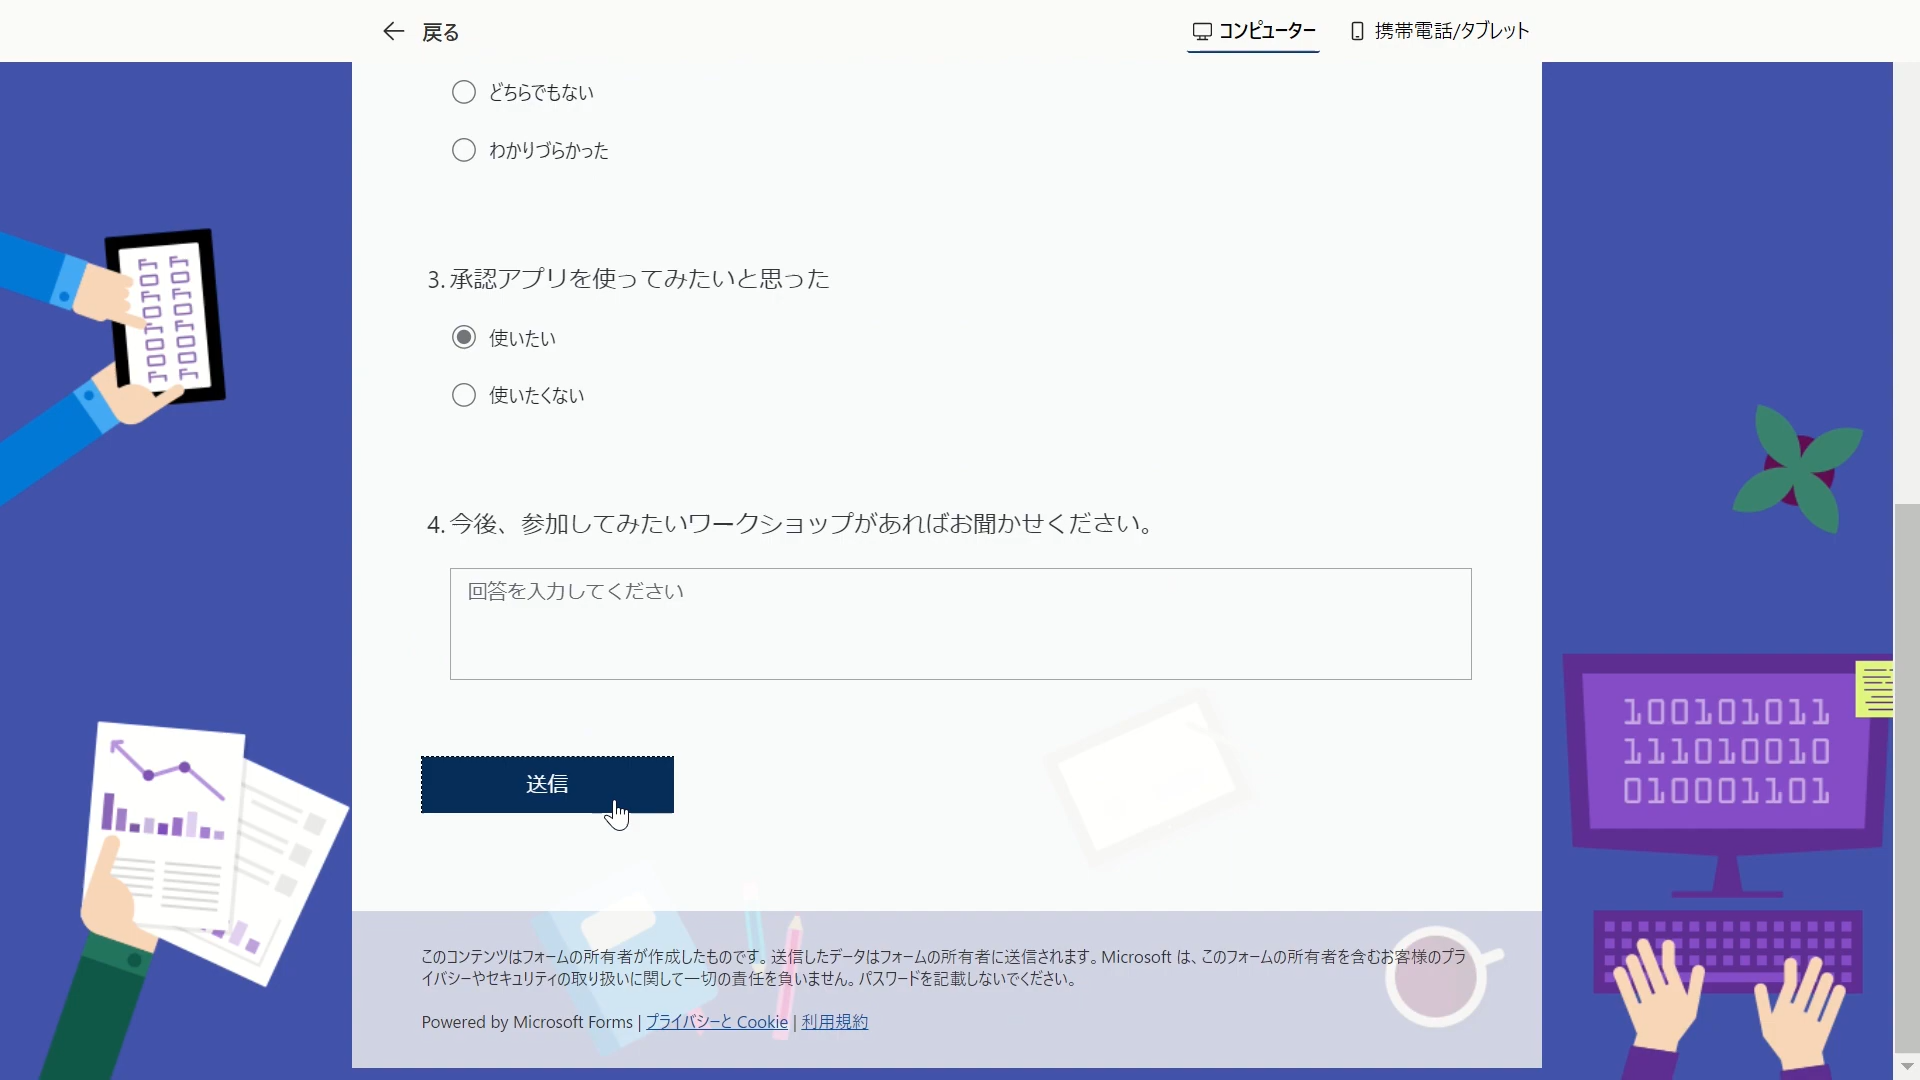 戻る
コンピューター
携帯電話/タブレット
どちらでもない
わかりづらかった
3. 承認アプリを使ってみたいと思った
使いたい
使いたくない
4. 今後、参加してみたいワークショップがあればお聞かせください。
回答を入力してください
送信
100101011
111010010
010001101
このコンテンツはフォームの所有者が作成したものです。送信したデータはフォームの所有者に送信されます。Microsoft は、このフォームの所有者を含むお客様のプラ
イバシーやセキュリティの取り扱いに関して一切の責任を負いません。パスワードを記載しないでください。
Powered by Microsoft Forms | プライバシーと Cookie | 利用規約